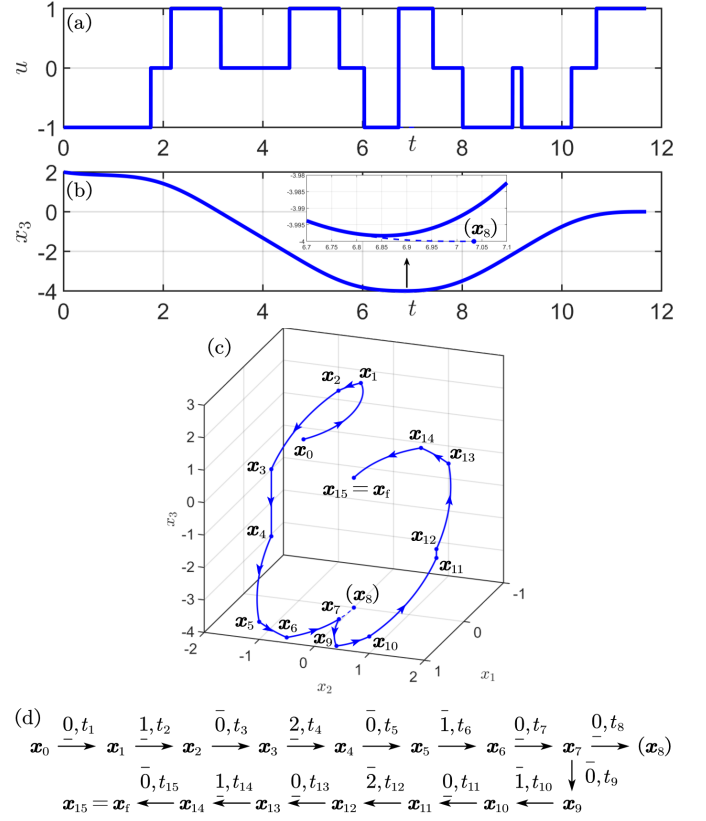 (a)
1
0
-1
u
0 2 4 6 8 10 12
t
(b)
2
0
-2
-4
x₃
-3.98
-3.985
-3.99
-3.995
-4
6.7 6.75 6.8 6.85 6.9 6.95 7 7.05 7.1
(x₈)
0 2 4 6 8 10 12
t
(c)
3
2
1
0
-1
-2
-3
-4
x₃
-2 -1 0 1 2
x₂
1 0 -1
x₁
x₂ x₁
x₀
x₃
x₄
x₅ x₆ x₇ (x₈)
x₉ x₁₀
x₁₁
x₁₂
x₁₃
x₁₄
x₁₅ = x_f
(d)
0̲, t₁ 1̲, t₂ 0̄, t₃ 2̲, t₄ 0̄, t₅ 1̄, t₆ 0̲, t₇ 0̲, t₈
x₀ → x₁ → x₂ → x₃ → x₄ → x₅ → x₆ → x₇ → (x₈)
↓ 0̄, t₉
0̄, t₁₅ 1̲, t₁₄ 0̲, t₁₃ 2̄, t₁₂ 0̲, t₁₁ 1̄, t₁₀
x₁₅ = x_f ← x₁₄ ← x₁₃ ← x₁₂ ← x₁₁ ← x₁₀ ← x₉